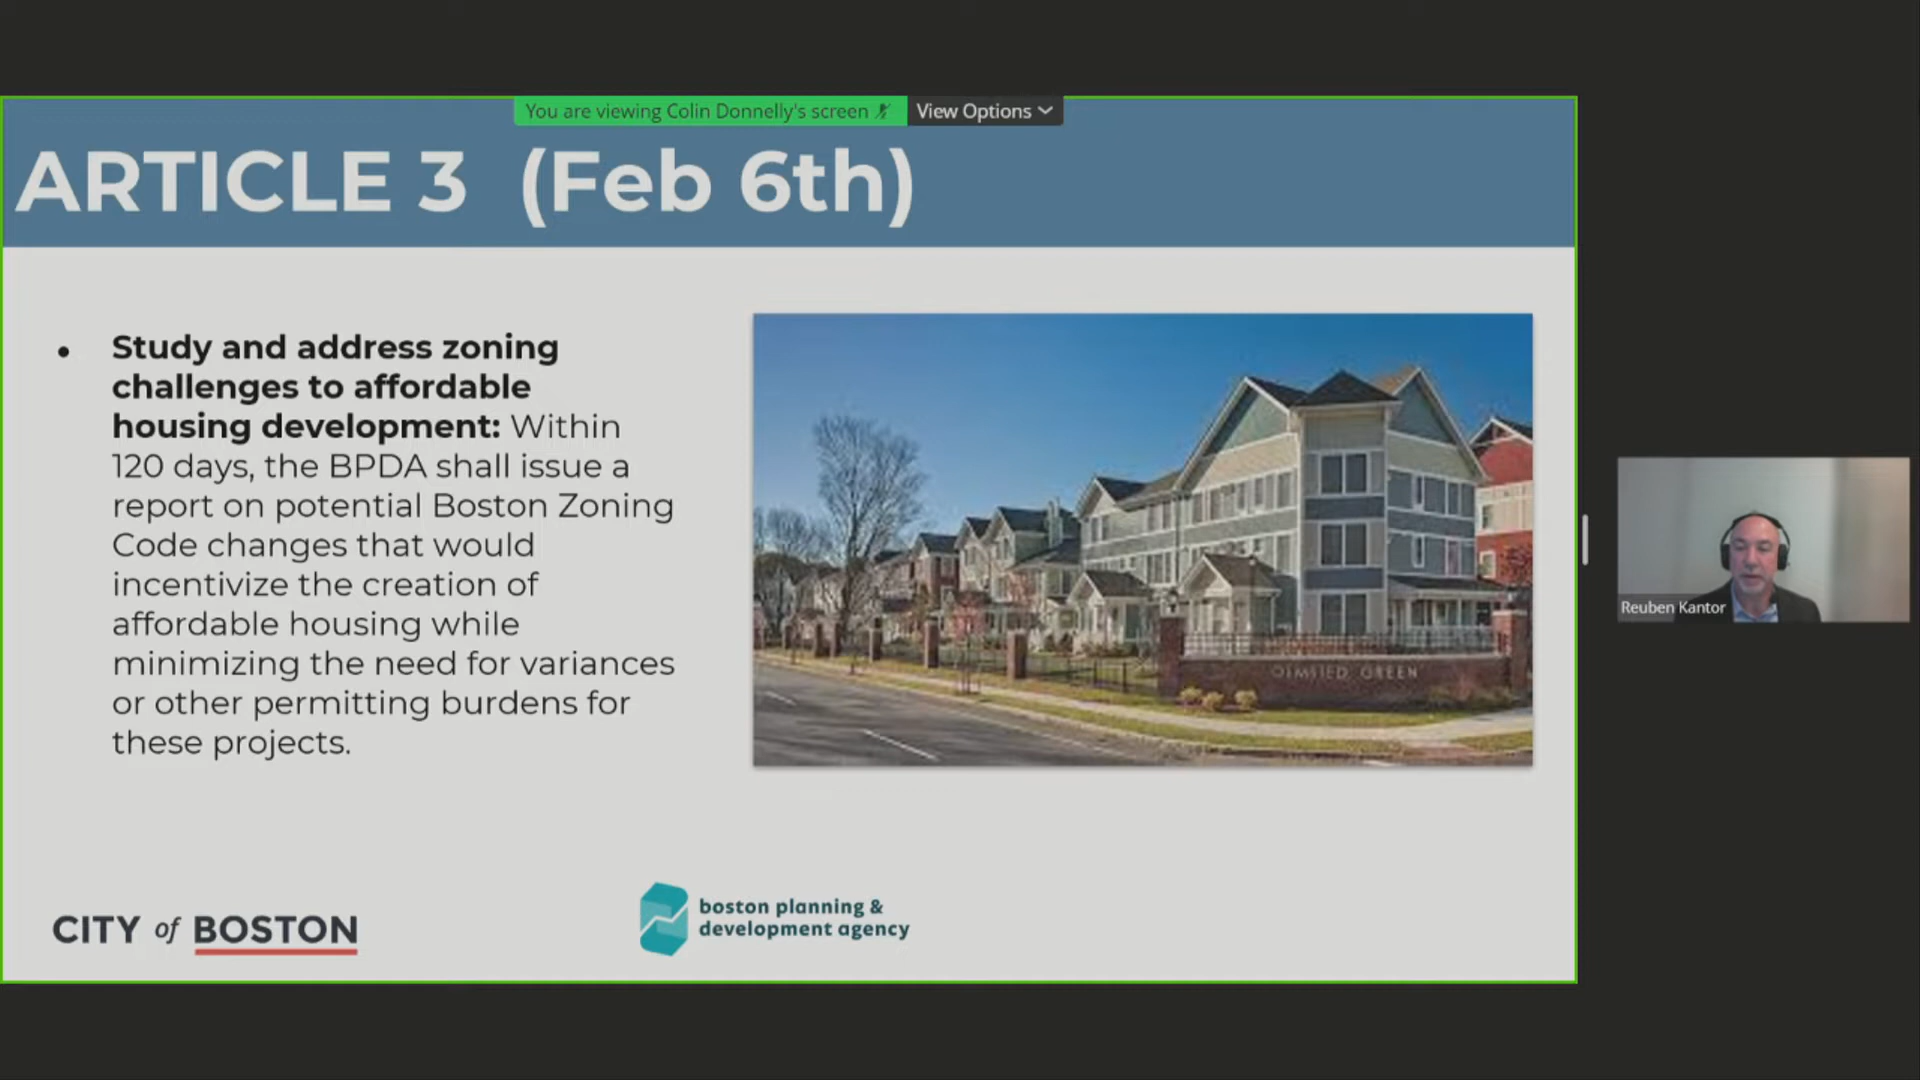 You are viewing Colin Donnelly's screen
View Options
ARTICLE 3 (Feb 6th)
• Study and address zoning
challenges to affordable
housing development: Within
120 days, the BPDA shall issue a
report on potential Boston Zoning
Code changes that would
incentivize the creation of
affordable housing while
minimizing the need for variances
or other permitting burdens for
these projects.
OLMSTED GREEN
Reuben Kantor
CITY of BOSTON
boston planning &
development agency